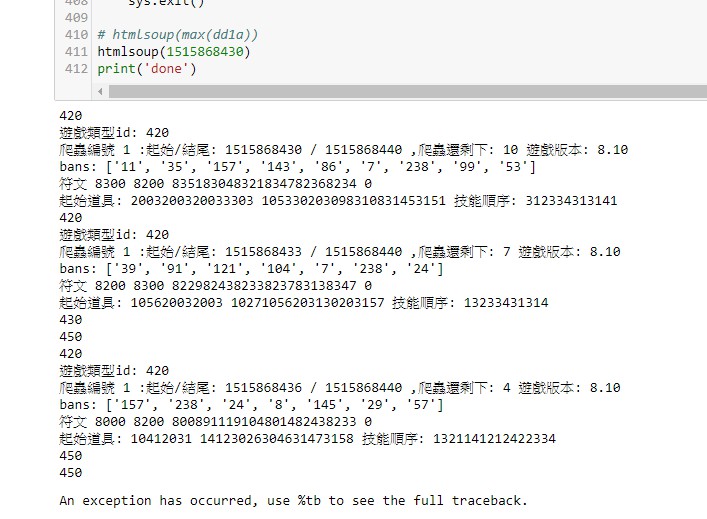 408 sys.exit()
409
410 # htmlsoup(max(dd1a))
411 htmlsoup(1515868430)
412 print('done')
420
遊戲類型id: 420
爬蟲編號 1 :起始/結尾: 1515868430 / 1515868440 ,爬蟲還剩下: 10 遊戲版本: 8.10
bans: ['11', '35', '157', '143', '86', '7', '238', '99', '53']
符文 8300 8200 835183048321834782368234 0
起始道具: 2003200320033303 105330203098310831453151 技能順序: 312334313141
420
遊戲類型id: 420
爬蟲編號 1 :起始/結尾: 1515868433 / 1515868440 ,爬蟲還剩下: 7 遊戲版本: 8.10
bans: ['39', '91', '121', '104', '7', '238', '24']
符文 8200 8300 822982438233823783138347 0
起始道具: 105620032003 10271056203130203157 技能順序: 13233431314
430
450
420
遊戲類型id: 420
爬蟲編號 1 :起始/結尾: 1515868436 / 1515868440 ,爬蟲還剩下: 4 遊戲版本: 8.10
bans: ['157', '238', '24', '8', '145', '29', '57']
符文 8000 8200 800891119104801482438233 0
起始道具: 10412031 14123026304631473158 技能順序: 1321141212422334
450
450
An exception has occurred, use %tb to see the full traceback.